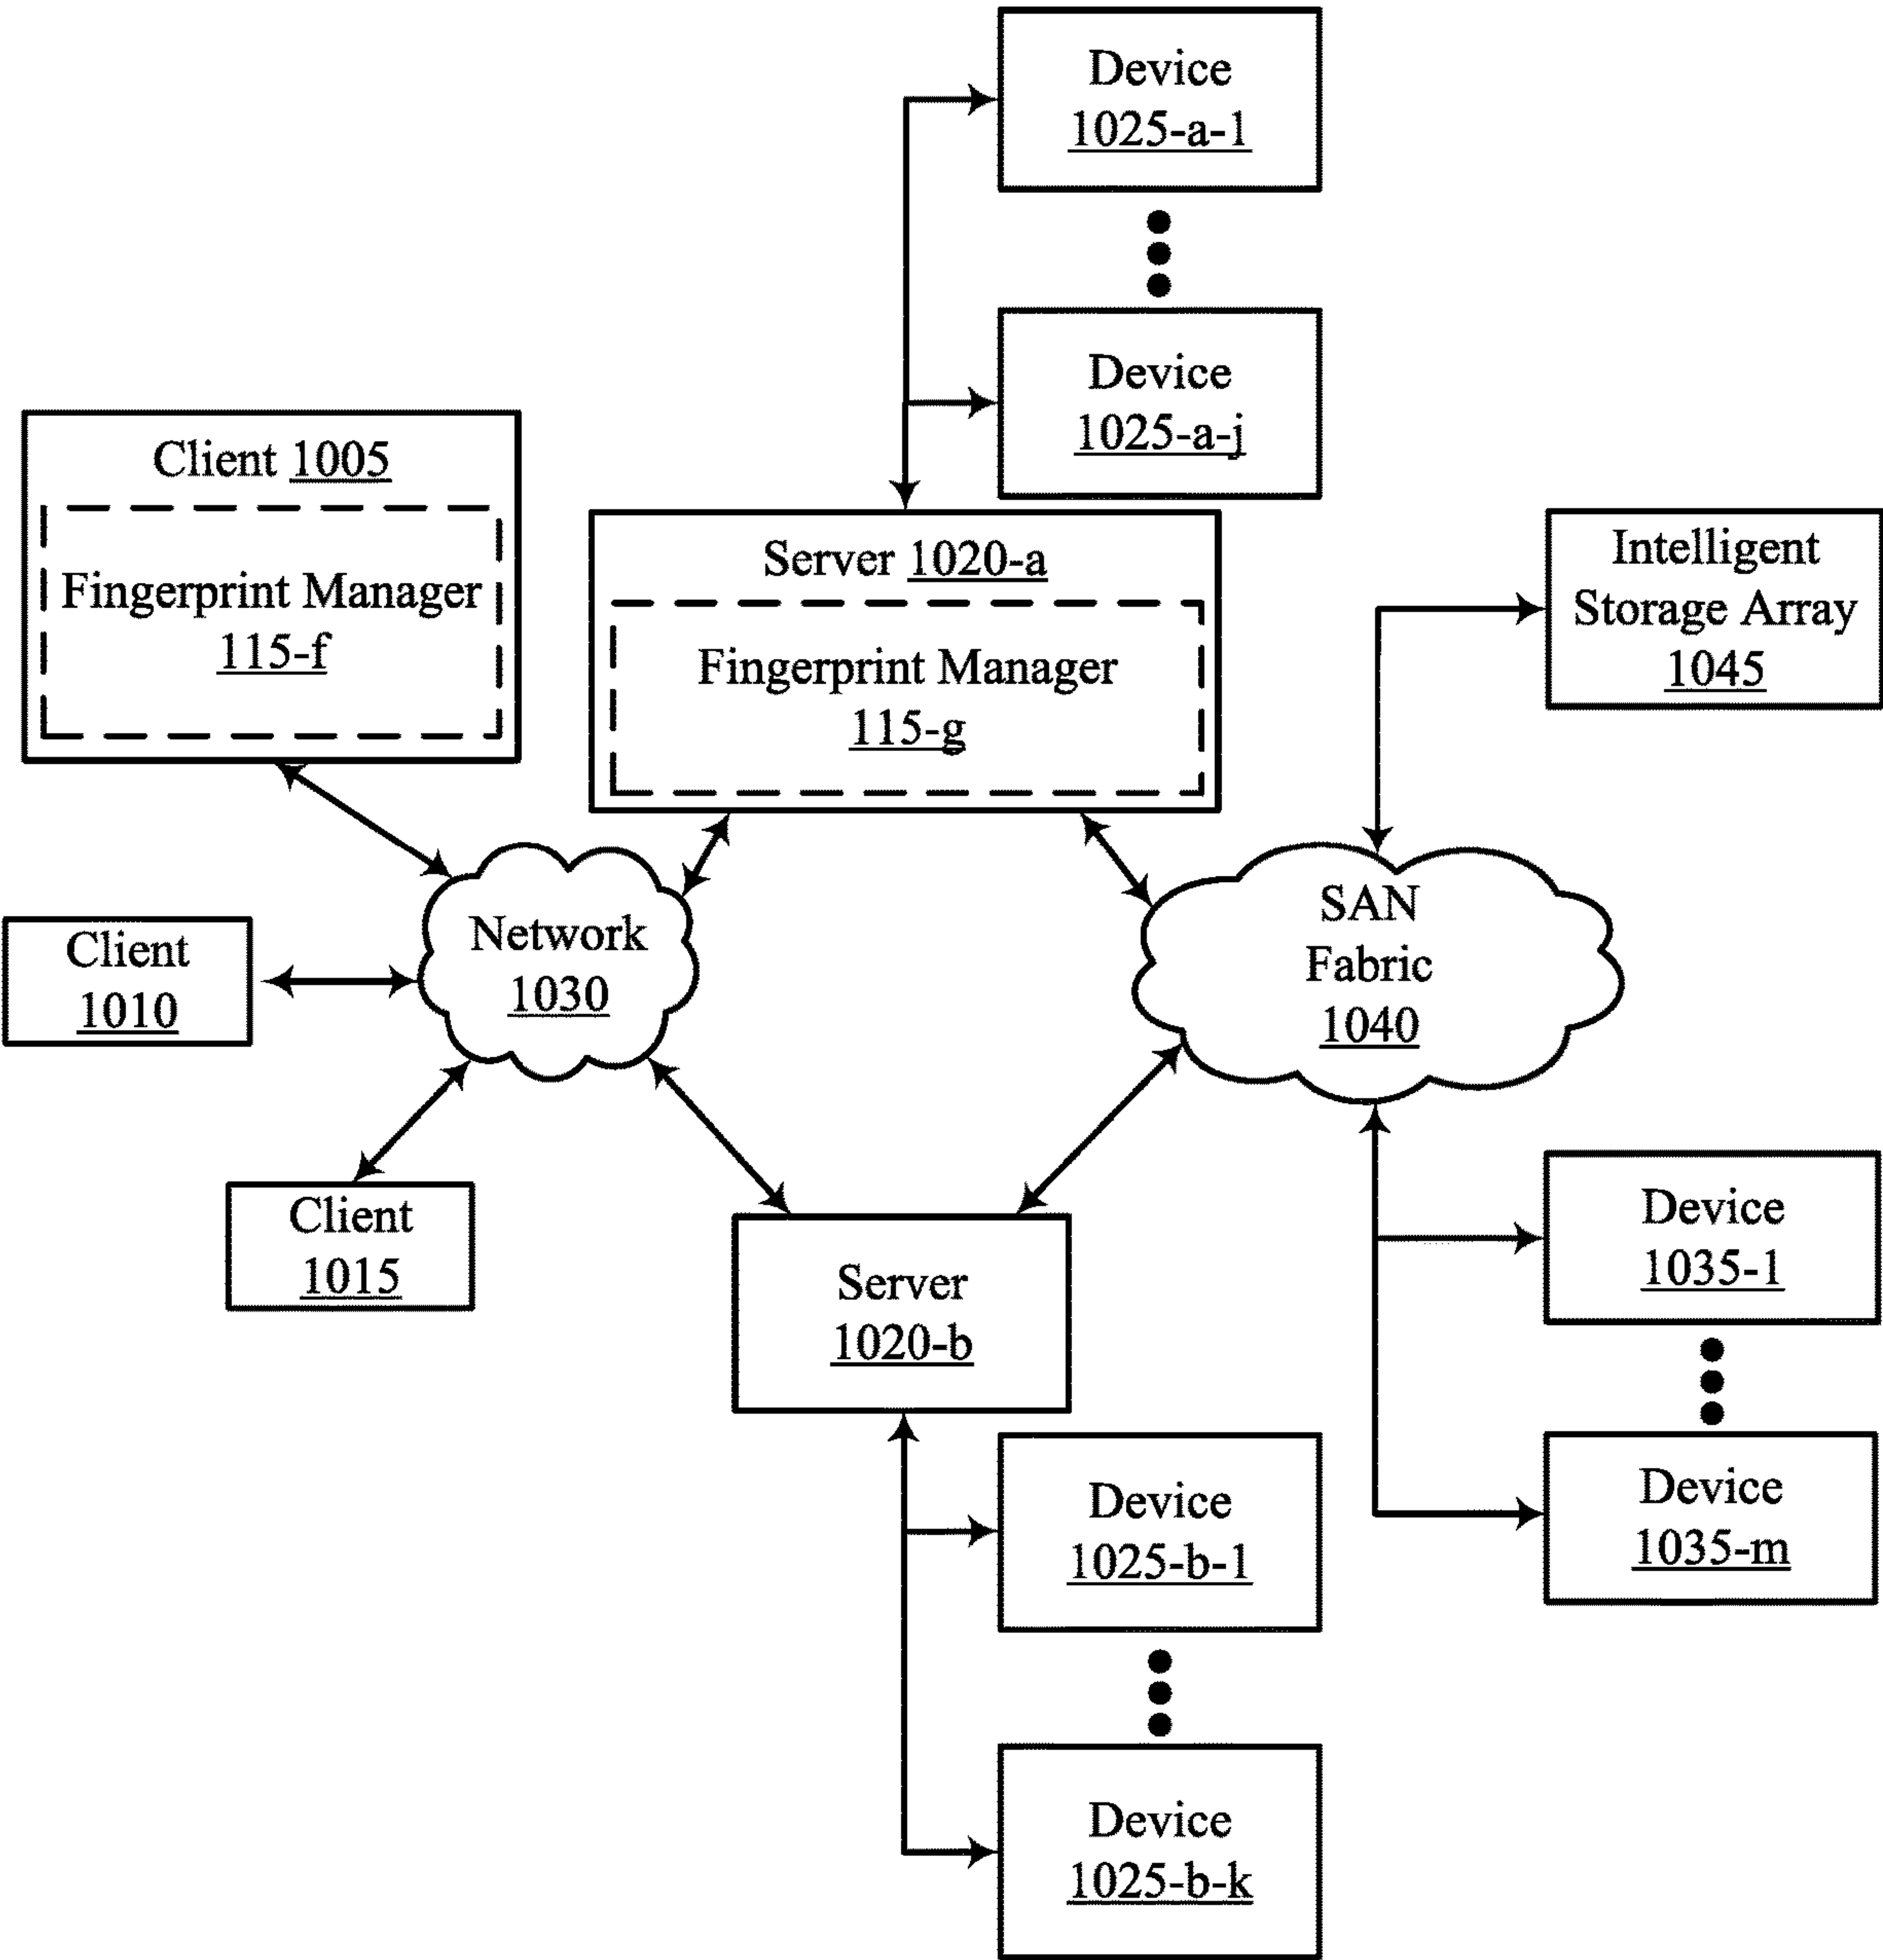 Device
1025-a-1
Device
1025-a-j
Client 1005
Fingerprint Manager
115-f
Server 1020-a
Fingerprint Manager
115-g
Intelligent
Storage Array
1045
Network
1030
SAN
Fabric
1040
Client
1010
Client
1015
Server
1020-b
Device
1035-1
Device
1035-m
Device
1025-b-1
Device
1025-b-k